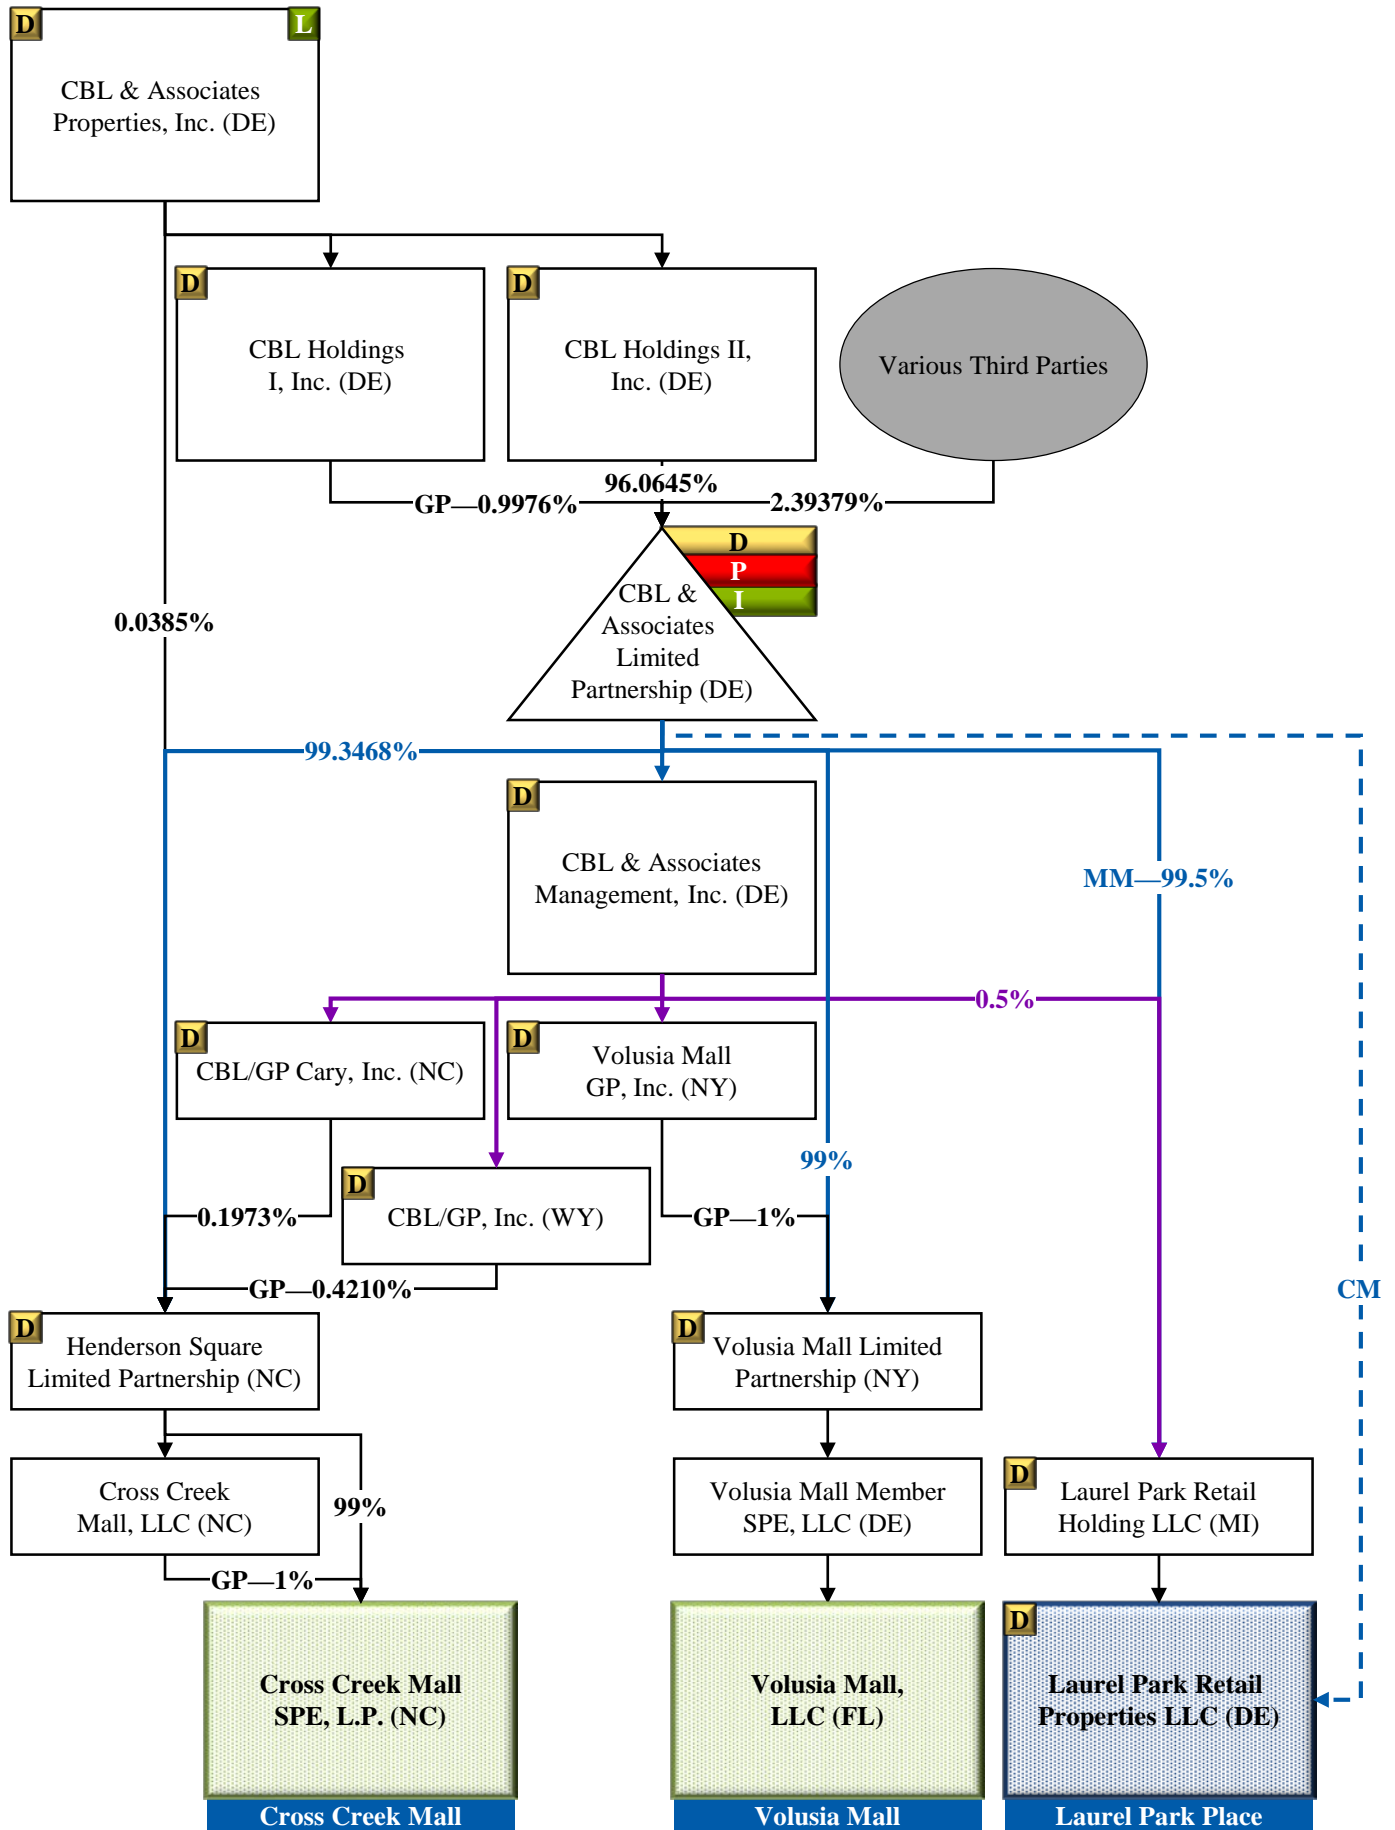 D
L
CBL & Associates
Properties, Inc. (DE)
D
CBL Holdings
I, Inc. (DE)
D
CBL Holdings II,
Inc. (DE)
Various Third Parties
GP—0.9976%
96.0645%
2.39379%
D
P
I
CBL &
Associates
Limited
Partnership (DE)
0.0385%
99.3468%
D
CBL & Associates
Management, Inc. (DE)
MM—99.5%
0.5%
D
CBL/GP Cary, Inc. (NC)
D
Volusia Mall
GP, Inc. (NY)
99%
D
CBL/GP, Inc. (WY)
0.1973%
GP—1%
GP—0.4210%
CM
D
Henderson Square
Limited Partnership (NC)
D
Volusia Mall Limited
Partnership (NY)
Cross Creek
Mall, LLC (NC)
99%
Volusia Mall Member
SPE, LLC (DE)
D
Laurel Park Retail
Holding LLC (MI)
GP—1%
Cross Creek Mall
SPE, L.P. (NC)
Volusia Mall,
LLC (FL)
D
Laurel Park Retail
Properties LLC (DE)
Cross Creek Mall
Volusia Mall
Laurel Park Place